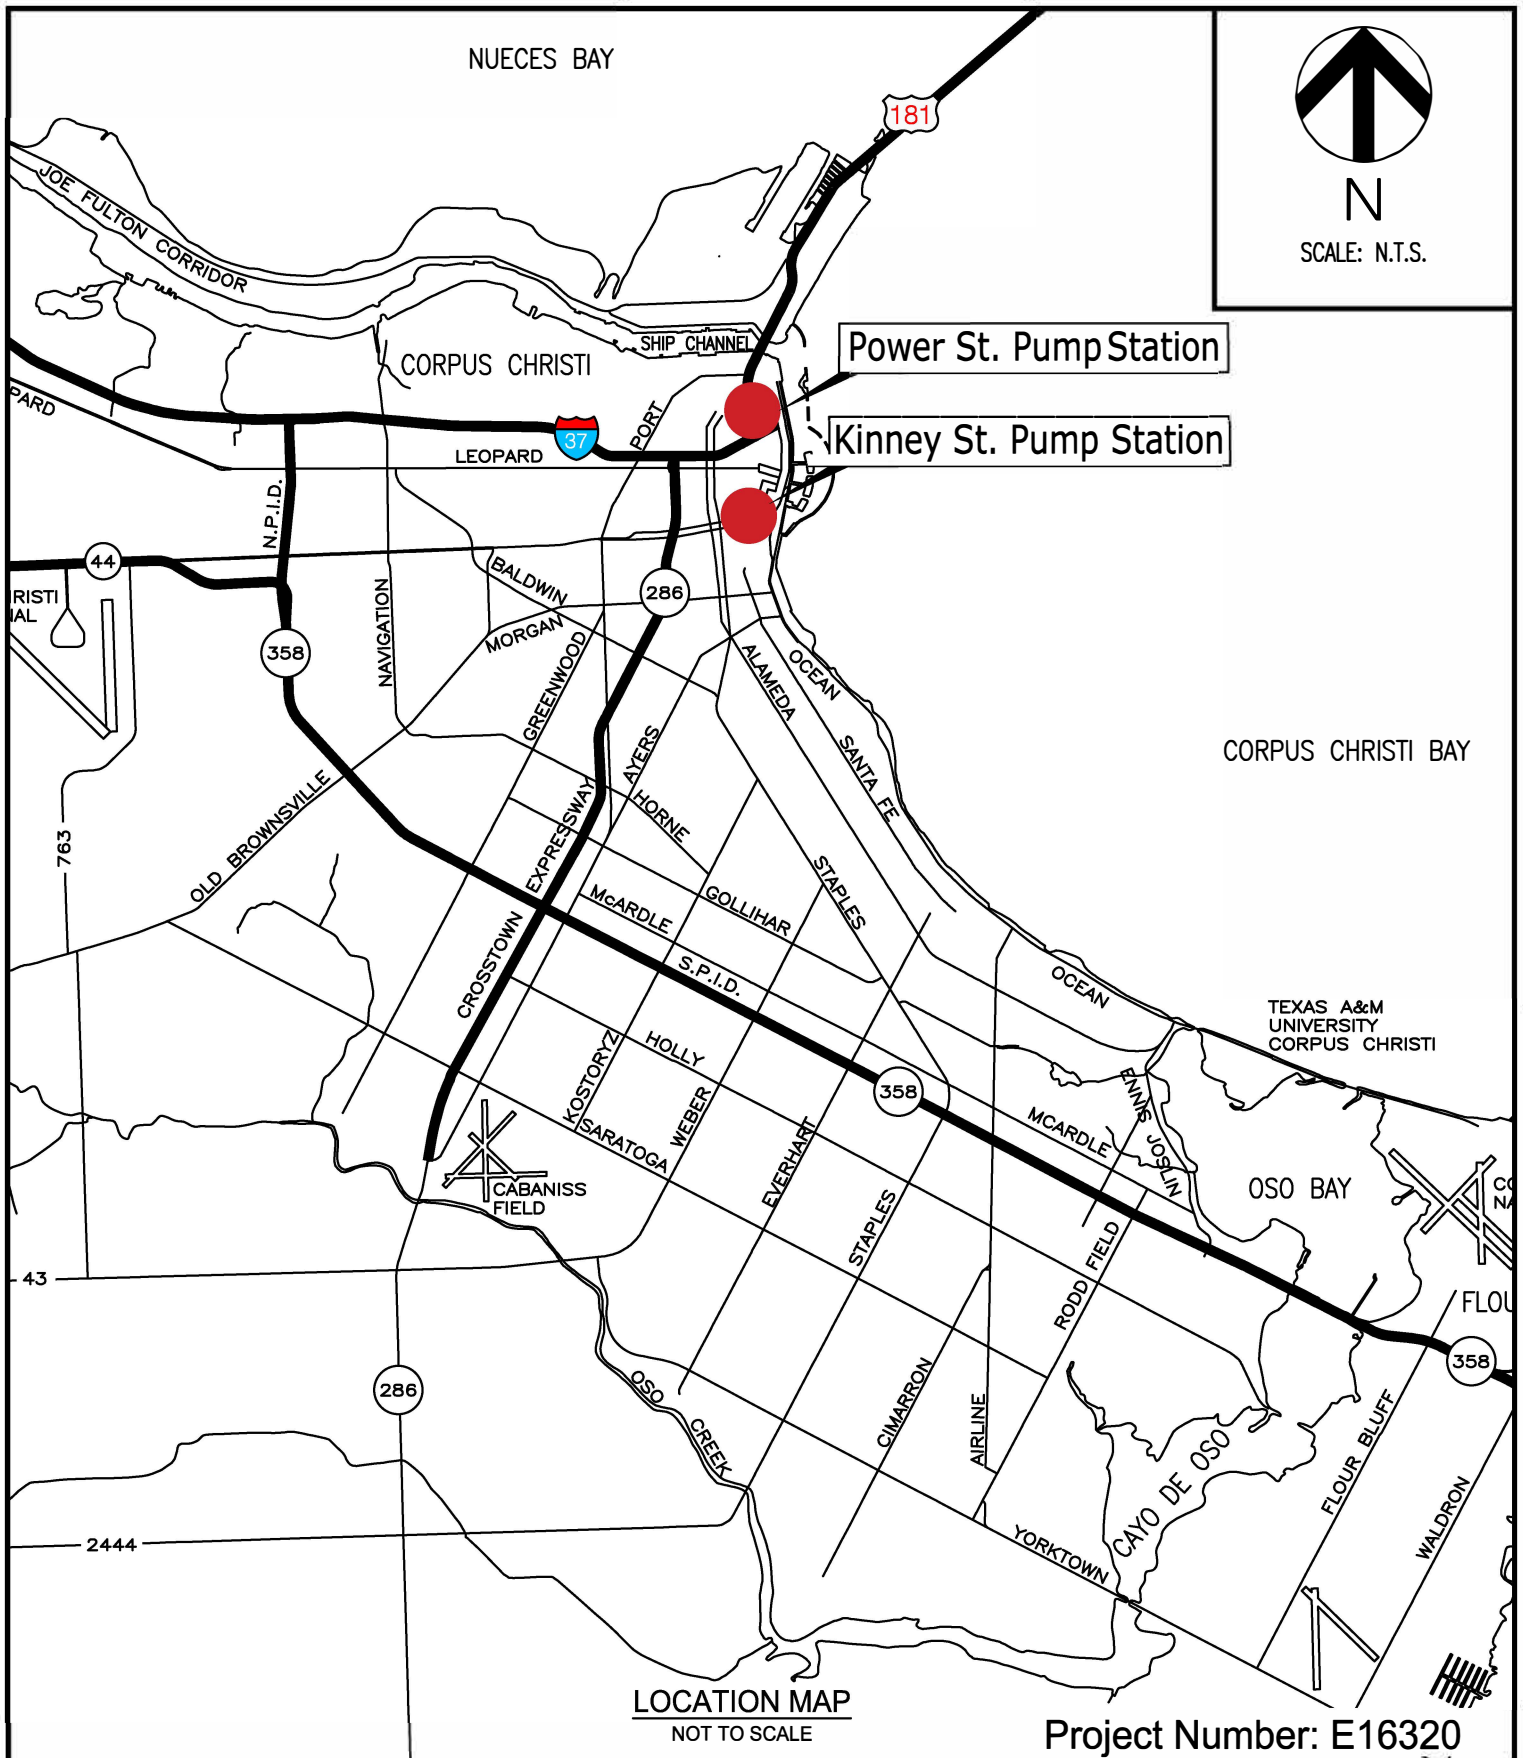 NUECES BAY
181
N
SCALE: N.T.S.
JOE FULTON CORRIDOR
SHIP CHANNEL
Power St. Pump Station
CORPUS CHRISTI
PARD
PORT
37
Kinney St. Pump Station
LEOPARD
N.P.I.D.
44
BALDWIN
286
RISTI
NAL
NAVIGATION
MORGAN
GREENWOOD
358
ALAMEDA
OCEAN
AYERS
SANTA FE
CORPUS CHRISTI BAY
OLD BROWNSVILLE
763
EXPRESSWAY
HORNE
STAPLES
McARDLE
GOLLIHAR
CROSSTOWN
S.P.I.D.
OCEAN
TEXAS A&M
UNIVERSITY
CORPUS CHRISTI
KOSTORYZ
HOLLY
358
ENNIS JOSLIN
WEBER
MCARDLE
SARATOGA
EVERHART
CABANISS
FIELD
OSO BAY
CO
NA
STAPLES
RODD FIELD
43
FLOU
358
286
OSO CREEK
CIMARRON
AIRLINE
FLOUR BLUFF
CAYO DE OSO
WALDRON
2444
YORKTOWN
LOCATION MAP
NOT TO SCALE
Project Number: E16320